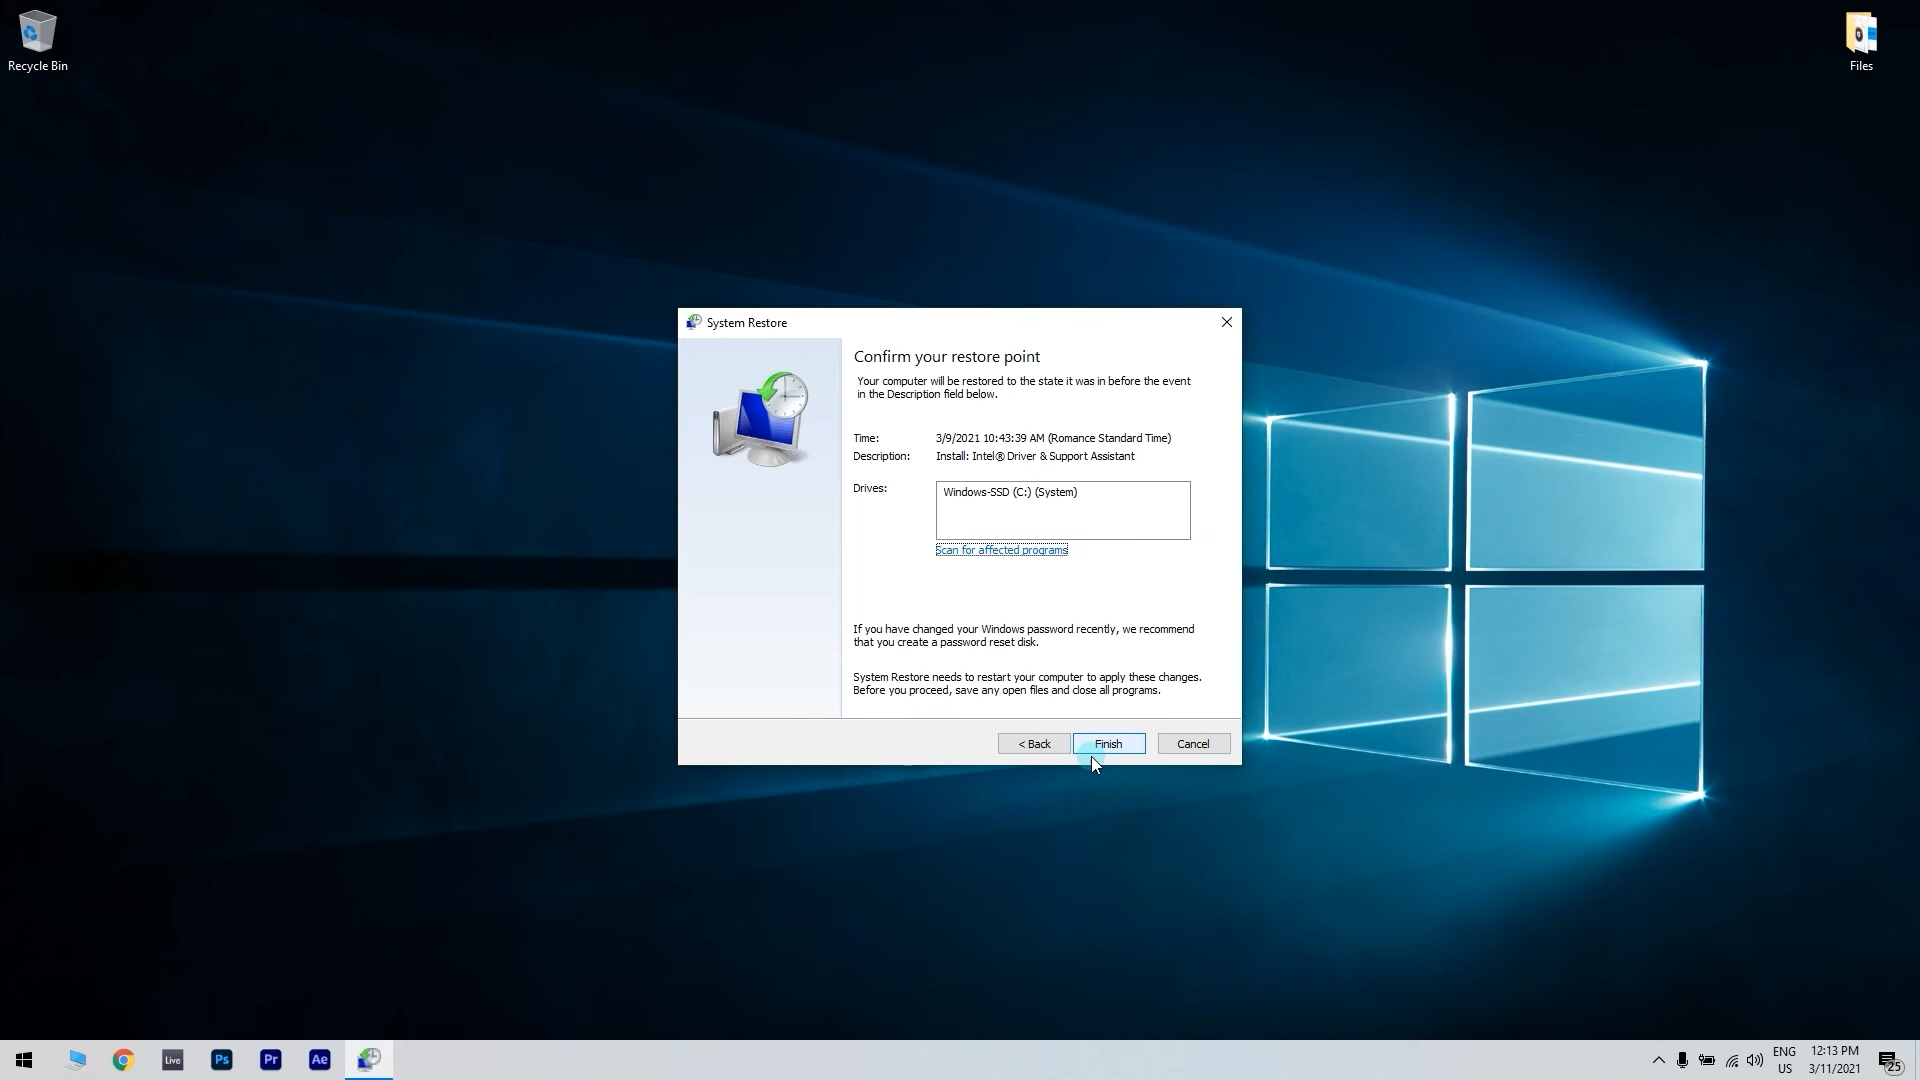 Recycle Bin
Files
System Restore
Confirm your restore point
Your computer will be restored to the state it was in before the event
in the Description field below.
Time: 3/9/2021 10:43:39 AM (Romance Standard Time)
Description: Install: Intel® Driver & Support Assistant
Drives: Windows-SSD (C:) (System)
Scan for affected programs
If you have changed your Windows password recently, we recommend
that you create a password reset disk.
System Restore needs to restart your computer to apply these changes.
Before you proceed, save any open files and close all programs.
< Back Finish Cancel
Live Ps Pr Ae
ENG 12:13 PM
US 3/11/2021 25